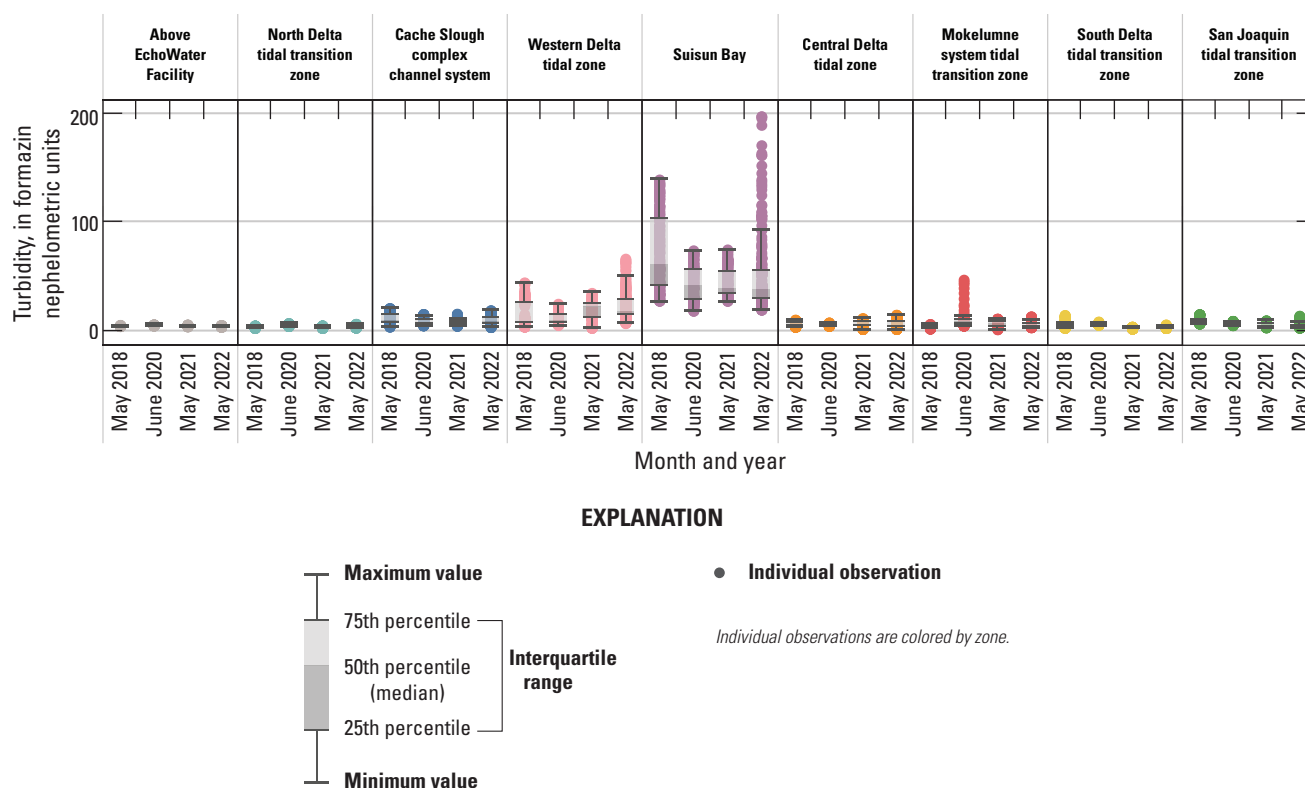 Above
EchoWater
Facility
North Delta
tidal transition
zone
Cache Slough
complex
channel system
Western Delta
tidal zone
Suisun Bay
Central Delta
tidal zone
Mokelumne
system tidal
transition zone
South Delta
tidal transition
zone
San Joaquin
tidal transition
zone
Turbidity, in formazin
nephelometric units
200
100
0
May 2018
June 2020
May 2021
May 2022
May 2018
June 2020
May 2021
May 2022
May 2018
June 2020
May 2021
May 2022
May 2018
June 2020
May 2021
May 2022
May 2018
June 2020
May 2021
May 2022
May 2018
June 2020
May 2021
May 2022
May 2018
June 2020
May 2021
May 2022
May 2018
June 2020
May 2021
May 2022
May 2018
June 2020
May 2021
May 2022
Month and year
EXPLANATION
Maximum value
75th percentile
50th percentile
(median)
25th percentile
Minimum value
Interquartile
range
Individual observation
Individual observations are colored by zone.